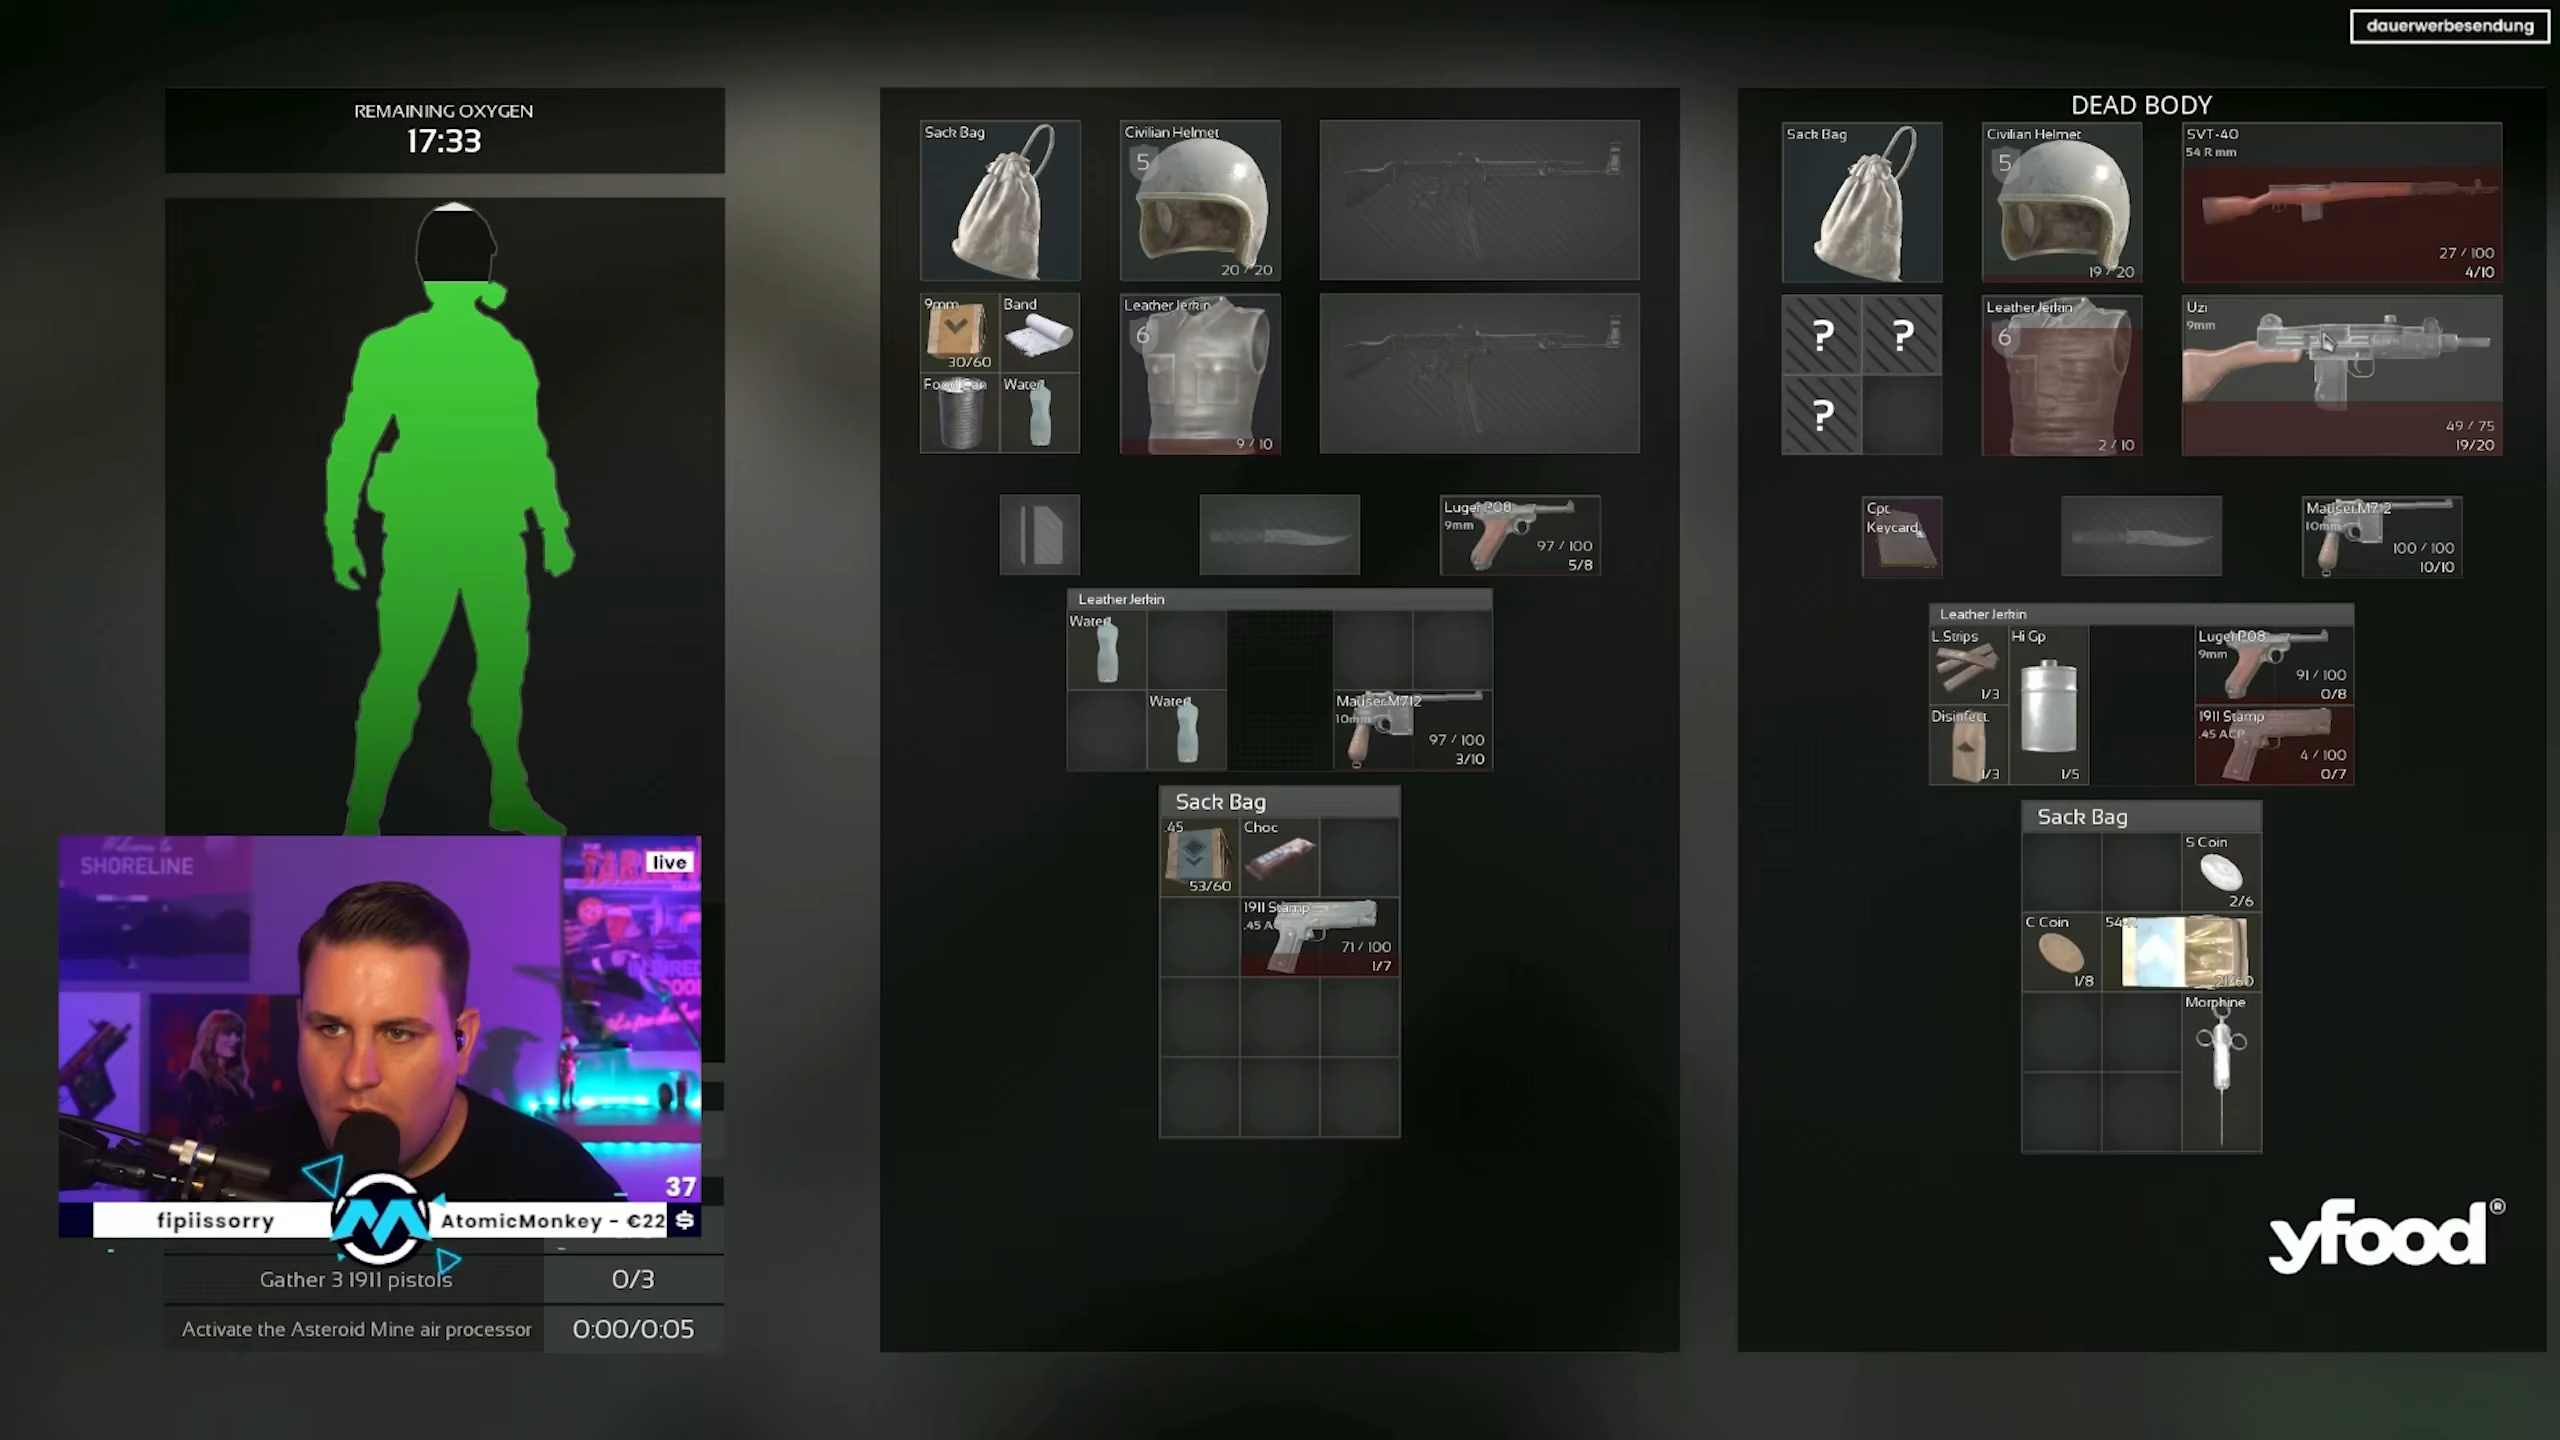 dauerwerbesendung
REMAINING OXYGEN
17:33
Sack Bag
Civilian Helmet
5
20 / 20
9mm
30/60
Band
Food Can
Water
Leather Jerkin
6
9 / 10
Luger P08
9mm
97 / 100
5/8
Leather Jerkin
Water
Water
Mauser M712
10mm
97 / 100
3/10
Sack Bag
.45
53/60
Choc
1911 Stamp
.45 A
71 / 100
1/7
DEAD BODY
Sack Bag
Civilian Helmet
5
19 / 20
SVT-40
54 R mm
27 / 100
4/10
?
?
?
Leather Jerkin
6
2 / 10
Uzi
9mm
49 / 75
19/20
Cpt.
Keycard
Mauser M712
10mm
100 / 100
10/10
Leather Jerkin
L.Strips
1/3
Hi Gp
1/5
Disinfect.
1/3
Luger P08
9mm
91 / 100
0/8
1911 Stamp
.45 ACP
4 / 100
0/7
Sack Bag
S Coin
2/6
C Coin
1/8
Morphine
Welcome to
SHORELINE
live
37
fipiissorry
AtomicMonkey - €22
Gather 3 1911 pistols
0/3
Activate the Asteroid Mine air processor
0:00/0:05
yfood®